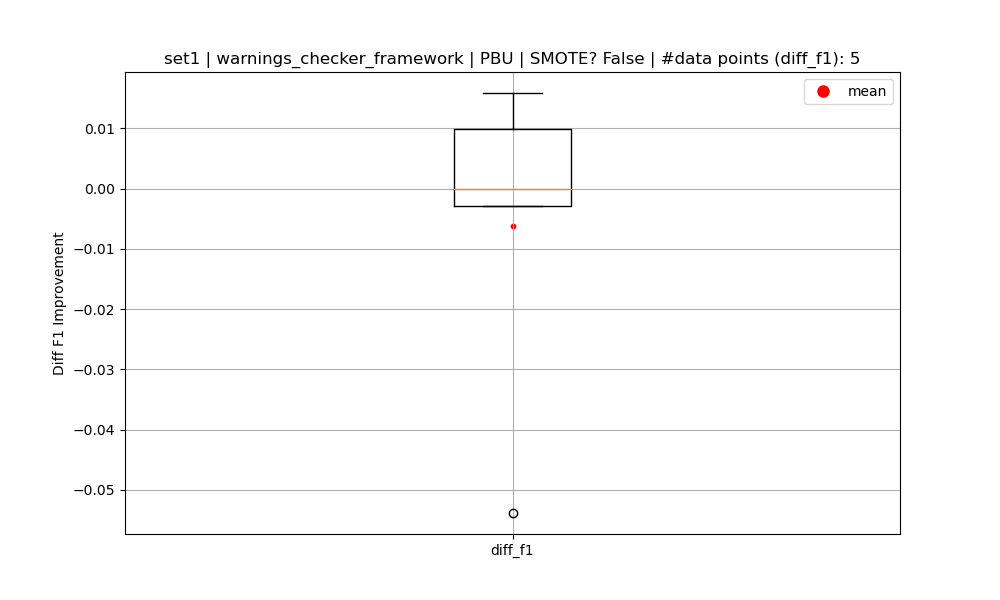 set1 | warnings_checker_framework | PBU | SMOTE? False | #data points (diff_f1): 5
mean
0.01
0.00
−0.01
−0.02
−0.03
−0.04
−0.05
Diff F1 Improvement
diff_f1